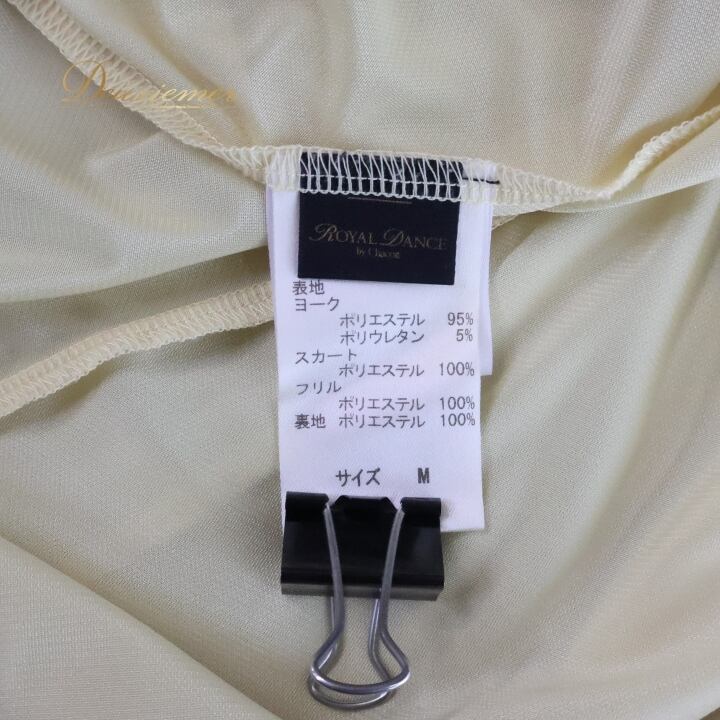 ROYAL DANCE
by Chacott
表地
ヨーク
ポリエステル 95%
ポリウレタン 5%
スカート
ポリエステル 100%
フリル
ポリエステル 100%
裏地 ポリエステル 100%
サイズ M